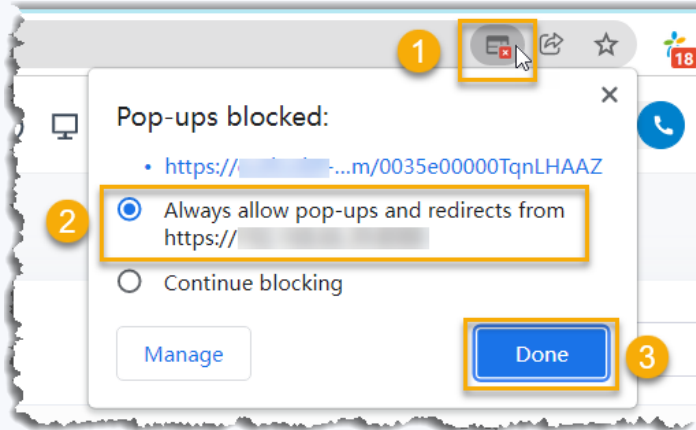 1
18
Pop-ups blocked:
• https:// -...m/0035e00000TqnLHAAZ
2
Always allow pop-ups and redirects from
https://
Continue blocking
Manage
Done
3